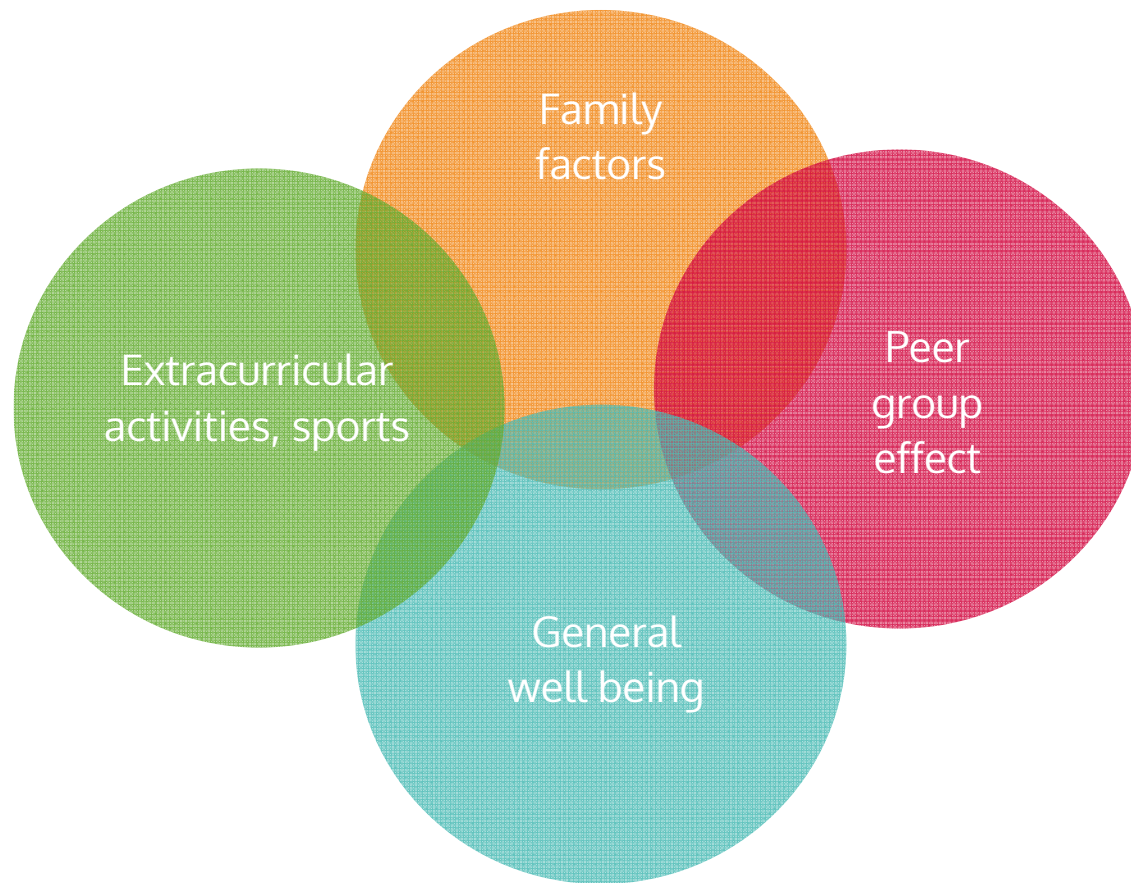 Family
factors
Extracurricular
activities, sports
Peer
group
effect
General
well being